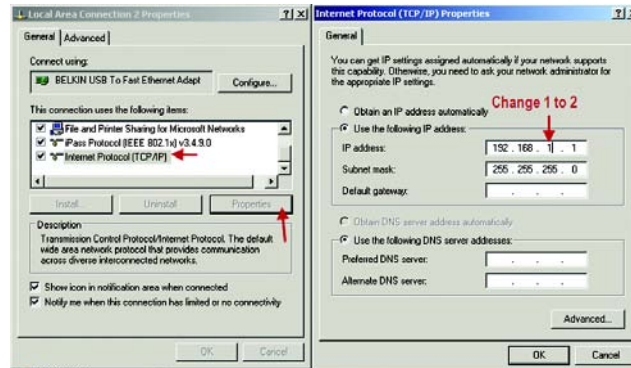 Local Area Connection 2 Properties
General
Advanced
Connect using:
BELKIN USB To Fast Ethernet Adapt
Configure...
This connection uses the following items:
File and Printer Sharing for Microsoft Networks
iPass Protocol (IEEE 802.1x) v3.4.9.0
Internet Protocol (TCP/IP)
Install...
Uninstall
Properties
Description
Transmission Control Protocol/Internet Protocol. The default
wide area network protocol that provides communication
across diverse interconnected networks.
Show icon in notification area when connected
Notify me when this connection has limited or no connectivity
OK
Cancel
Internet Protocol (TCP/IP) Properties
General
You can get IP settings assigned automatically if your network supports
this capability. Otherwise, you need to ask your network administrator for
the appropriate IP settings.
Obtain an IP address automatically
Change 1 to 2
Use the following IP address:
IP address: 192 . 168 . 1 . 1
Subnet mask: 255 . 255 . 255 . 0
Default gateway: . . .
Obtain DNS server address automatically
Use the following DNS server addresses:
Preferred DNS server: . . .
Alternate DNS server: . . .
Advanced...
OK
Cancel